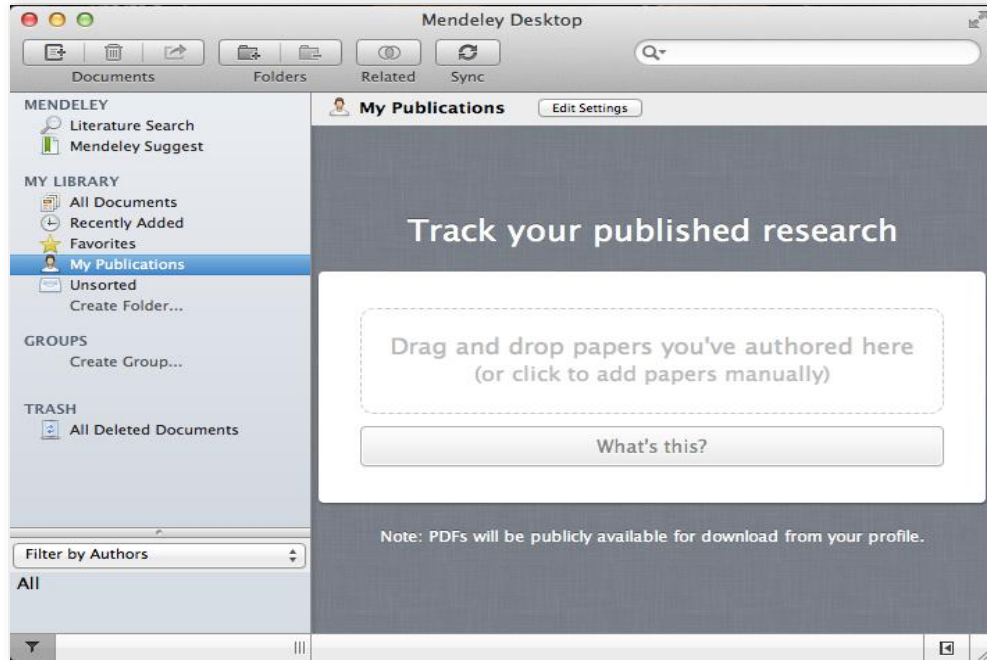 Mendeley Desktop
Documents
Folders
Related
Sync
MENDELEY
Literature Search
Mendeley Suggest
MY LIBRARY
All Documents
Recently Added
Favorites
My Publications
Unsorted
Create Folder...
GROUPS
Create Group...
TRASH
All Deleted Documents
Filter by Authors
All
My Publications
Edit Settings
Track your published research
Drag and drop papers you've authored here
(or click to add papers manually)
What's this?
Note: PDFs will be publicly available for download from your profile.